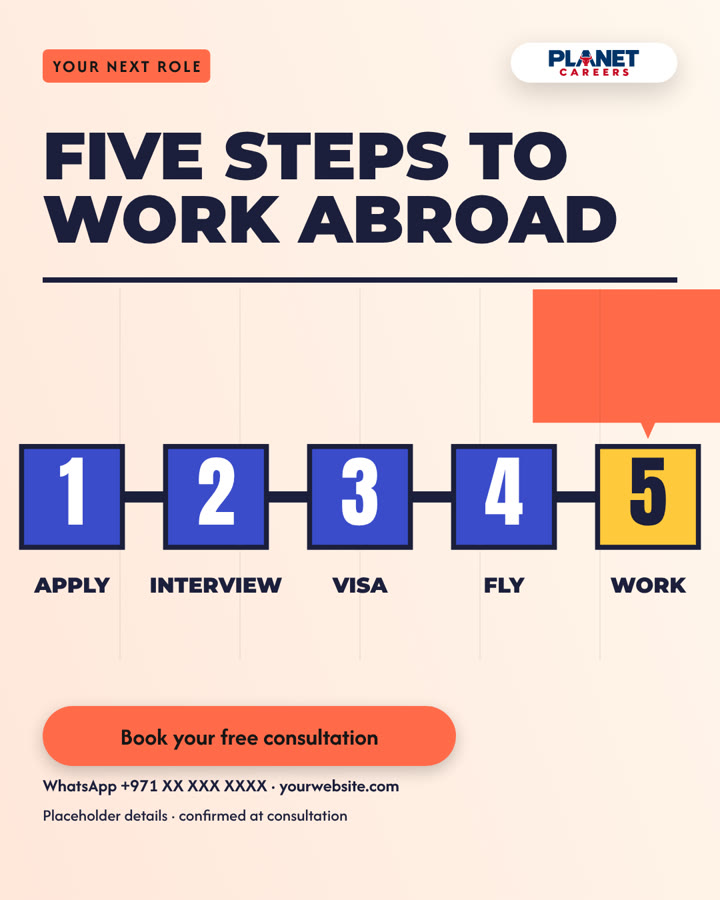 YOUR NEXT ROLE
PLANET
CAREERS
FIVE STEPS TO
WORK ABROAD
1
2
3
4
5
APPLY
INTERVIEW
VISA
FLY
WORK
Book your free consultation
WhatsApp +971 XX XXX XXXX · yourwebsite.com
Placeholder details · confirmed at consultation